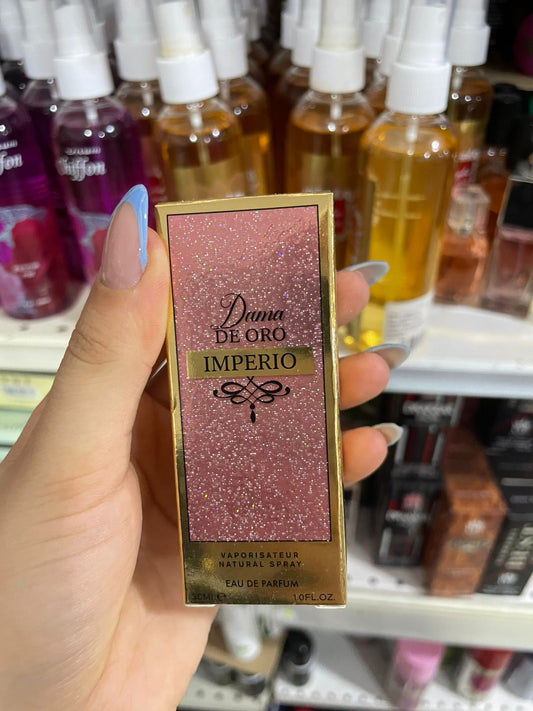 Chiffon
Dama
DE ORO
IMPERIO
VAPORISATEUR
NATURAL SPRAY
EAU DE PARFUM
30ML e 1.0FL.OZ.